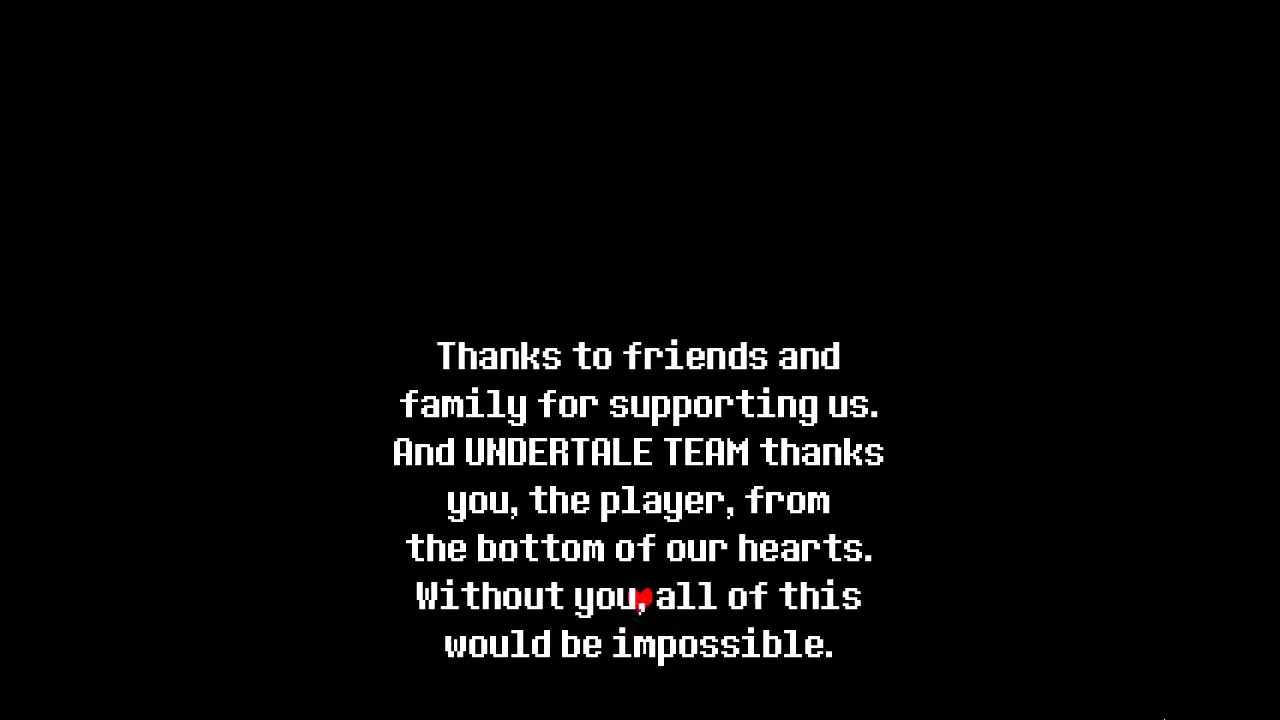 Thanks to friends and
family for supporting us.
And UNDERTALE TEAM thanks
you, the player, from
the bottom of our hearts.
Without you, all of this
would be impossible.